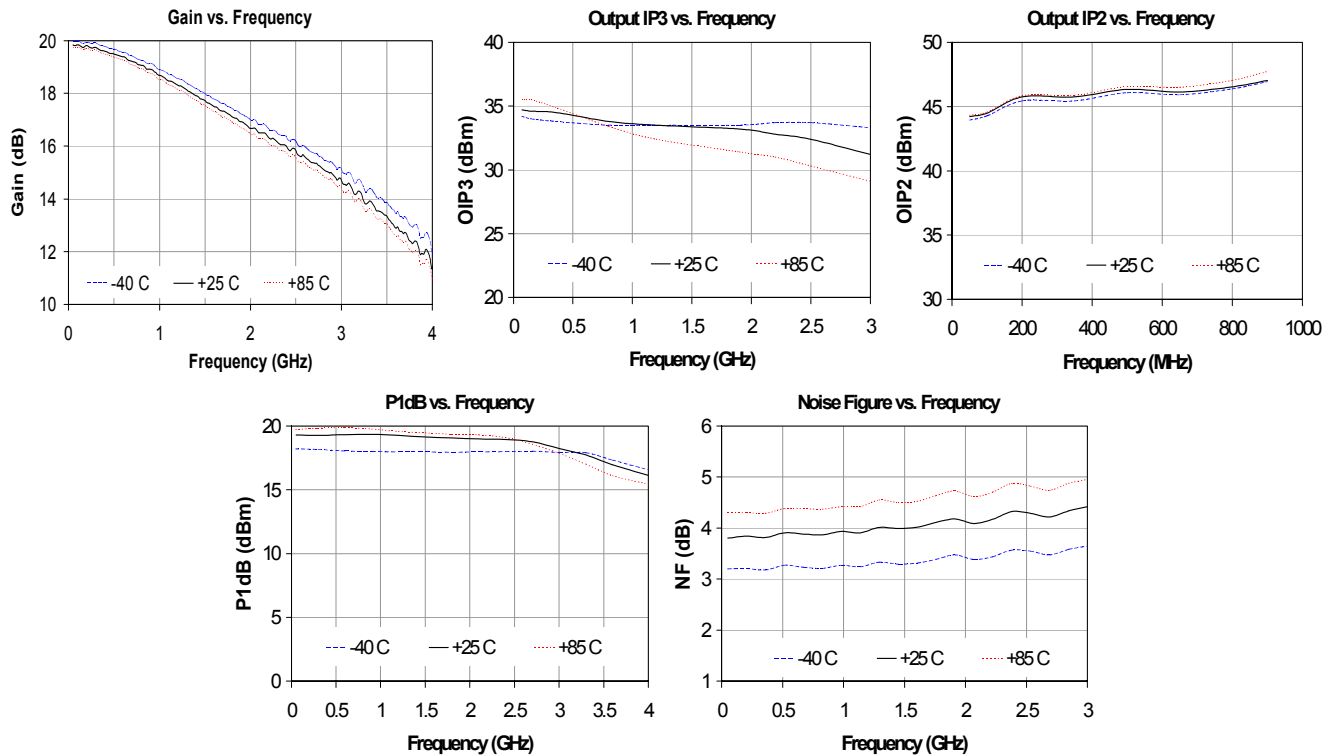 Gain vs. Frequency
Gain (dB)
20
18
16
14
12
10
-40 C +25 C +85 C
0 1 2 3 4
Frequency (GHz)
Output IP3 vs. Frequency
OIP3 (dBm)
40
35
30
25
20
-40 C +25 C +85 C
0 0.5 1 1.5 2 2.5 3
Frequency (GHz)
Output IP2 vs. Frequency
OIP2 (dBm)
50
45
40
35
30
-40 C +25 C +85 C
0 200 400 600 800 1000
Frequency (MHz)
P1dB vs. Frequency
P1dB (dBm)
20
15
10
5
0
-40 C +25 C +85 C
0 0.5 1 1.5 2 2.5 3 3.5 4
Frequency (GHz)
Noise Figure vs. Frequency
NF (dB)
6
5
4
3
2
1
-40 C +25 C +85 C
0 0.5 1 1.5 2 2.5 3
Frequency (GHz)